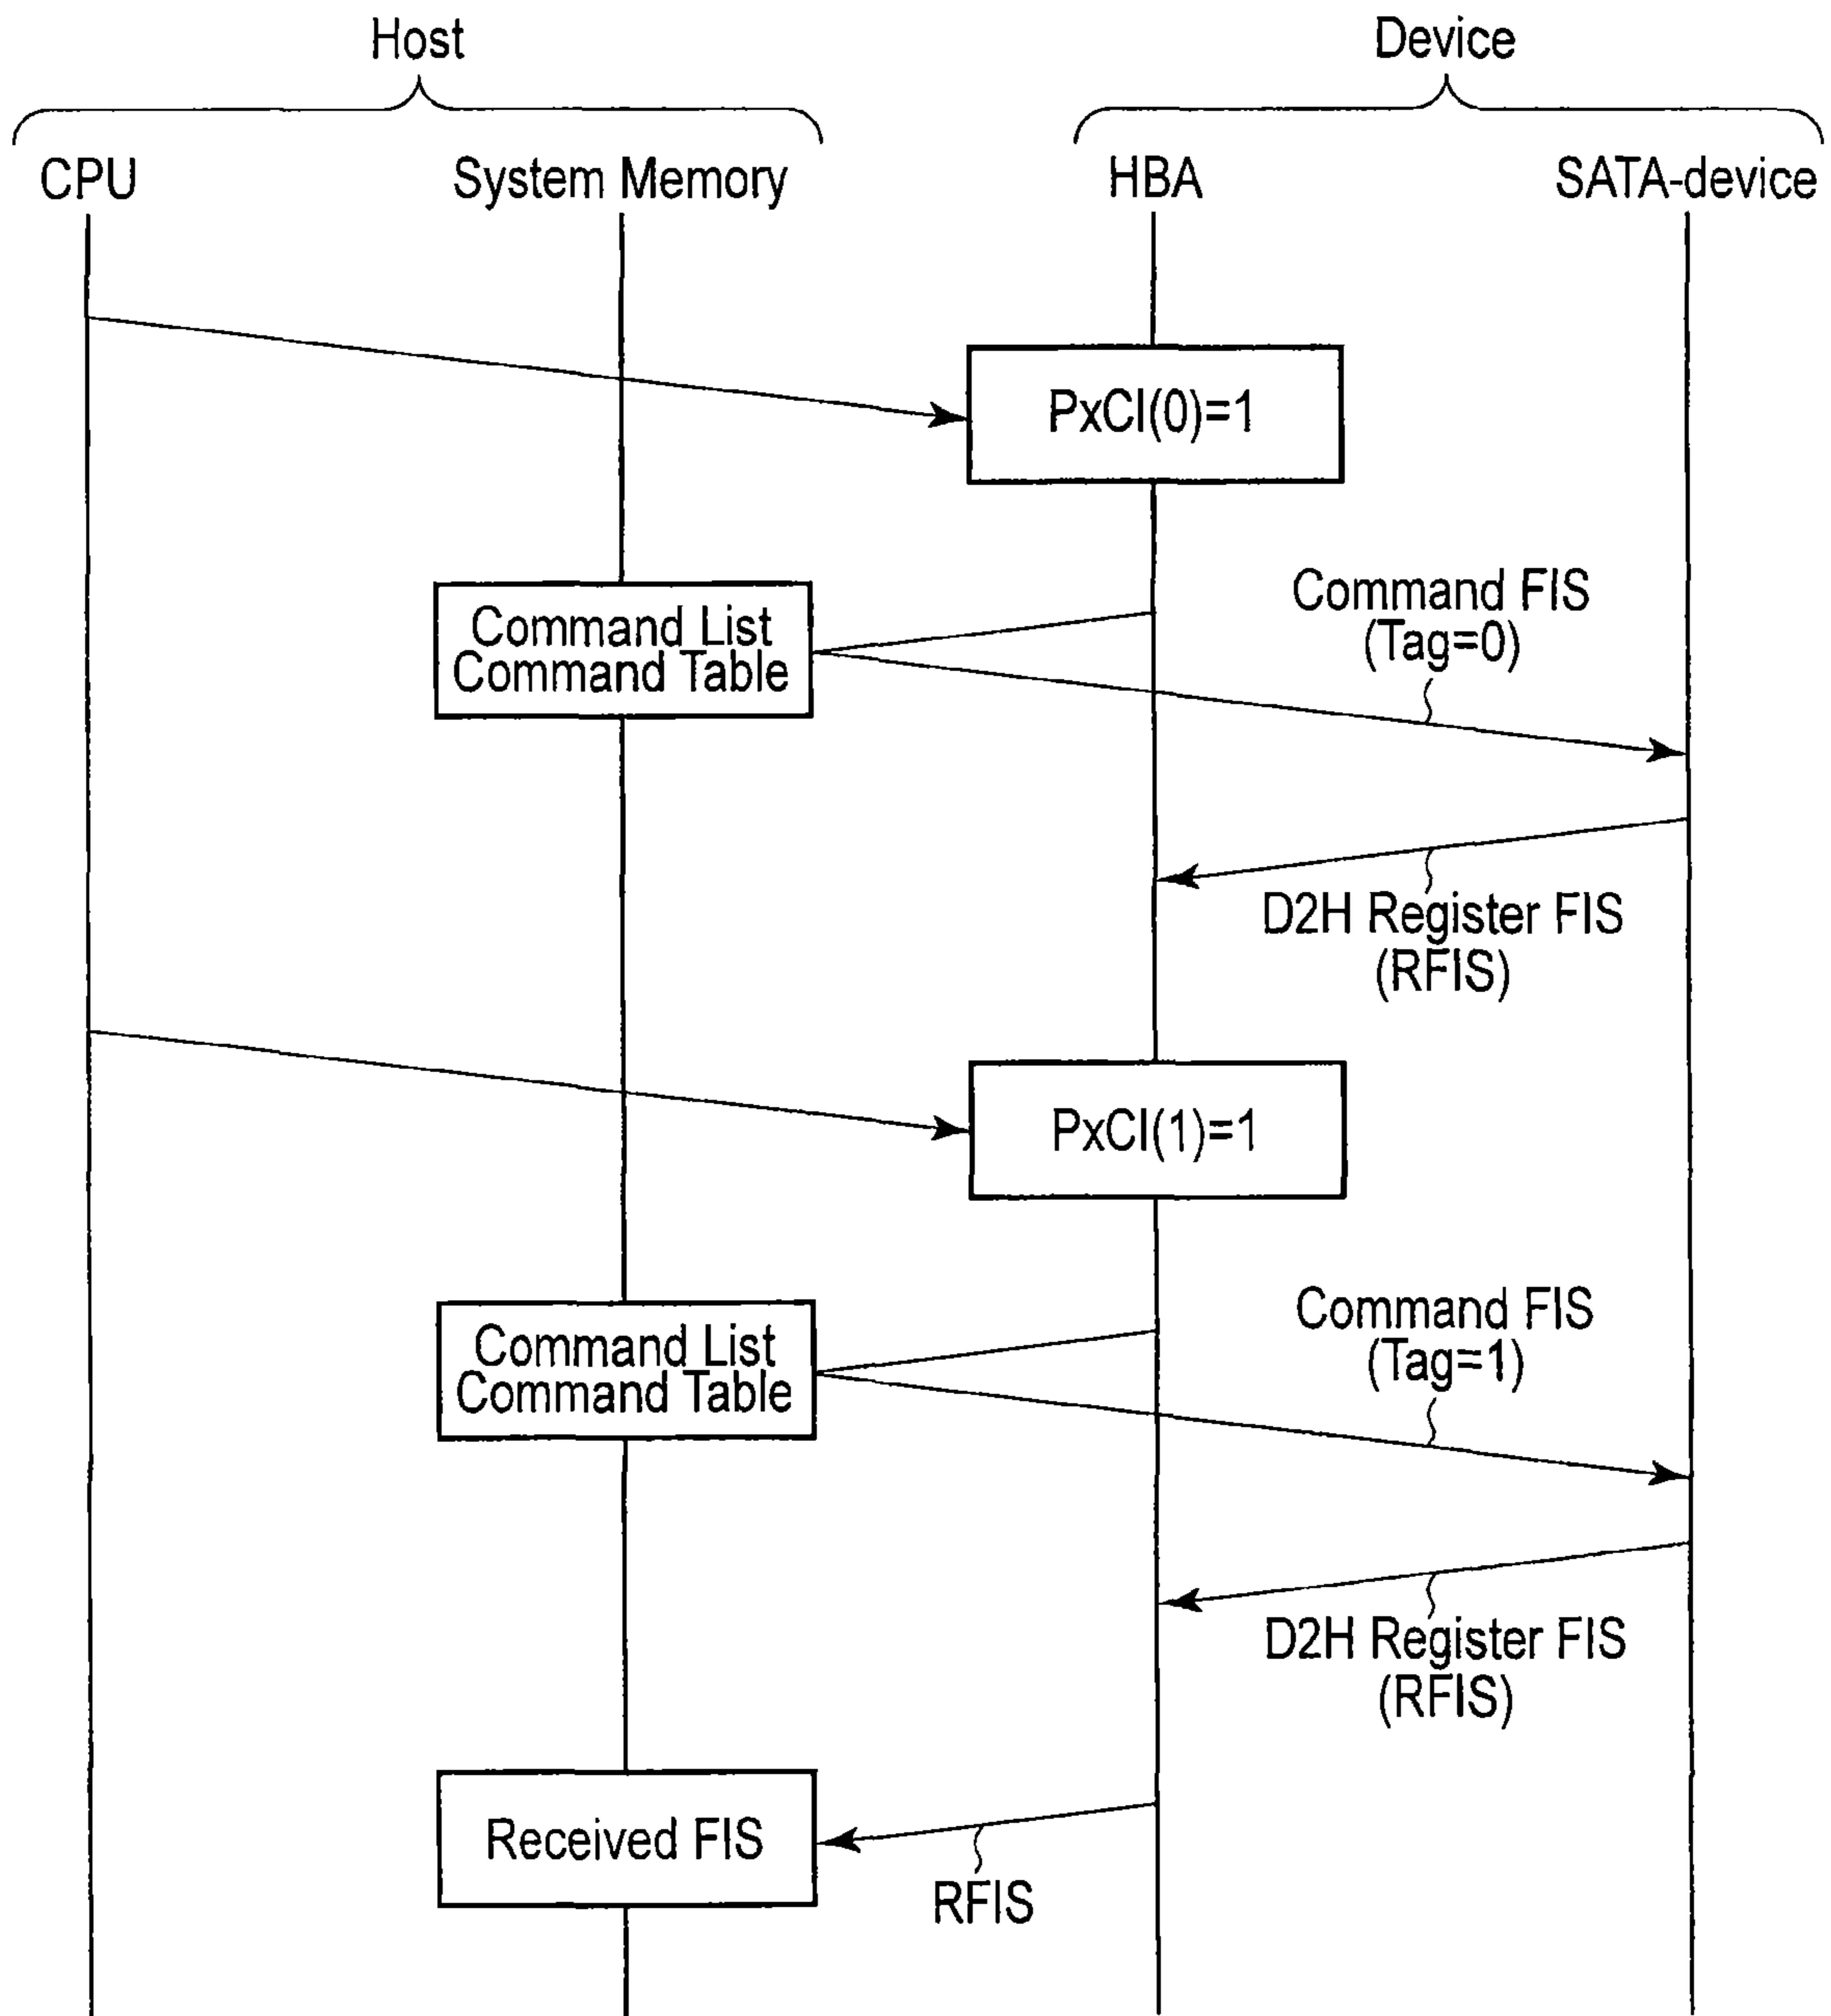 Host
Device
CPU
System Memory
HBA
SATA-device
PxCI(0)=1
Command List
Command Table
Command FIS
(Tag=0)
D2H Register FIS
(RFIS)
PxCI(1)=1
Command List
Command Table
Command FIS
(Tag=1)
D2H Register FIS
(RFIS)
Received FIS
RFIS